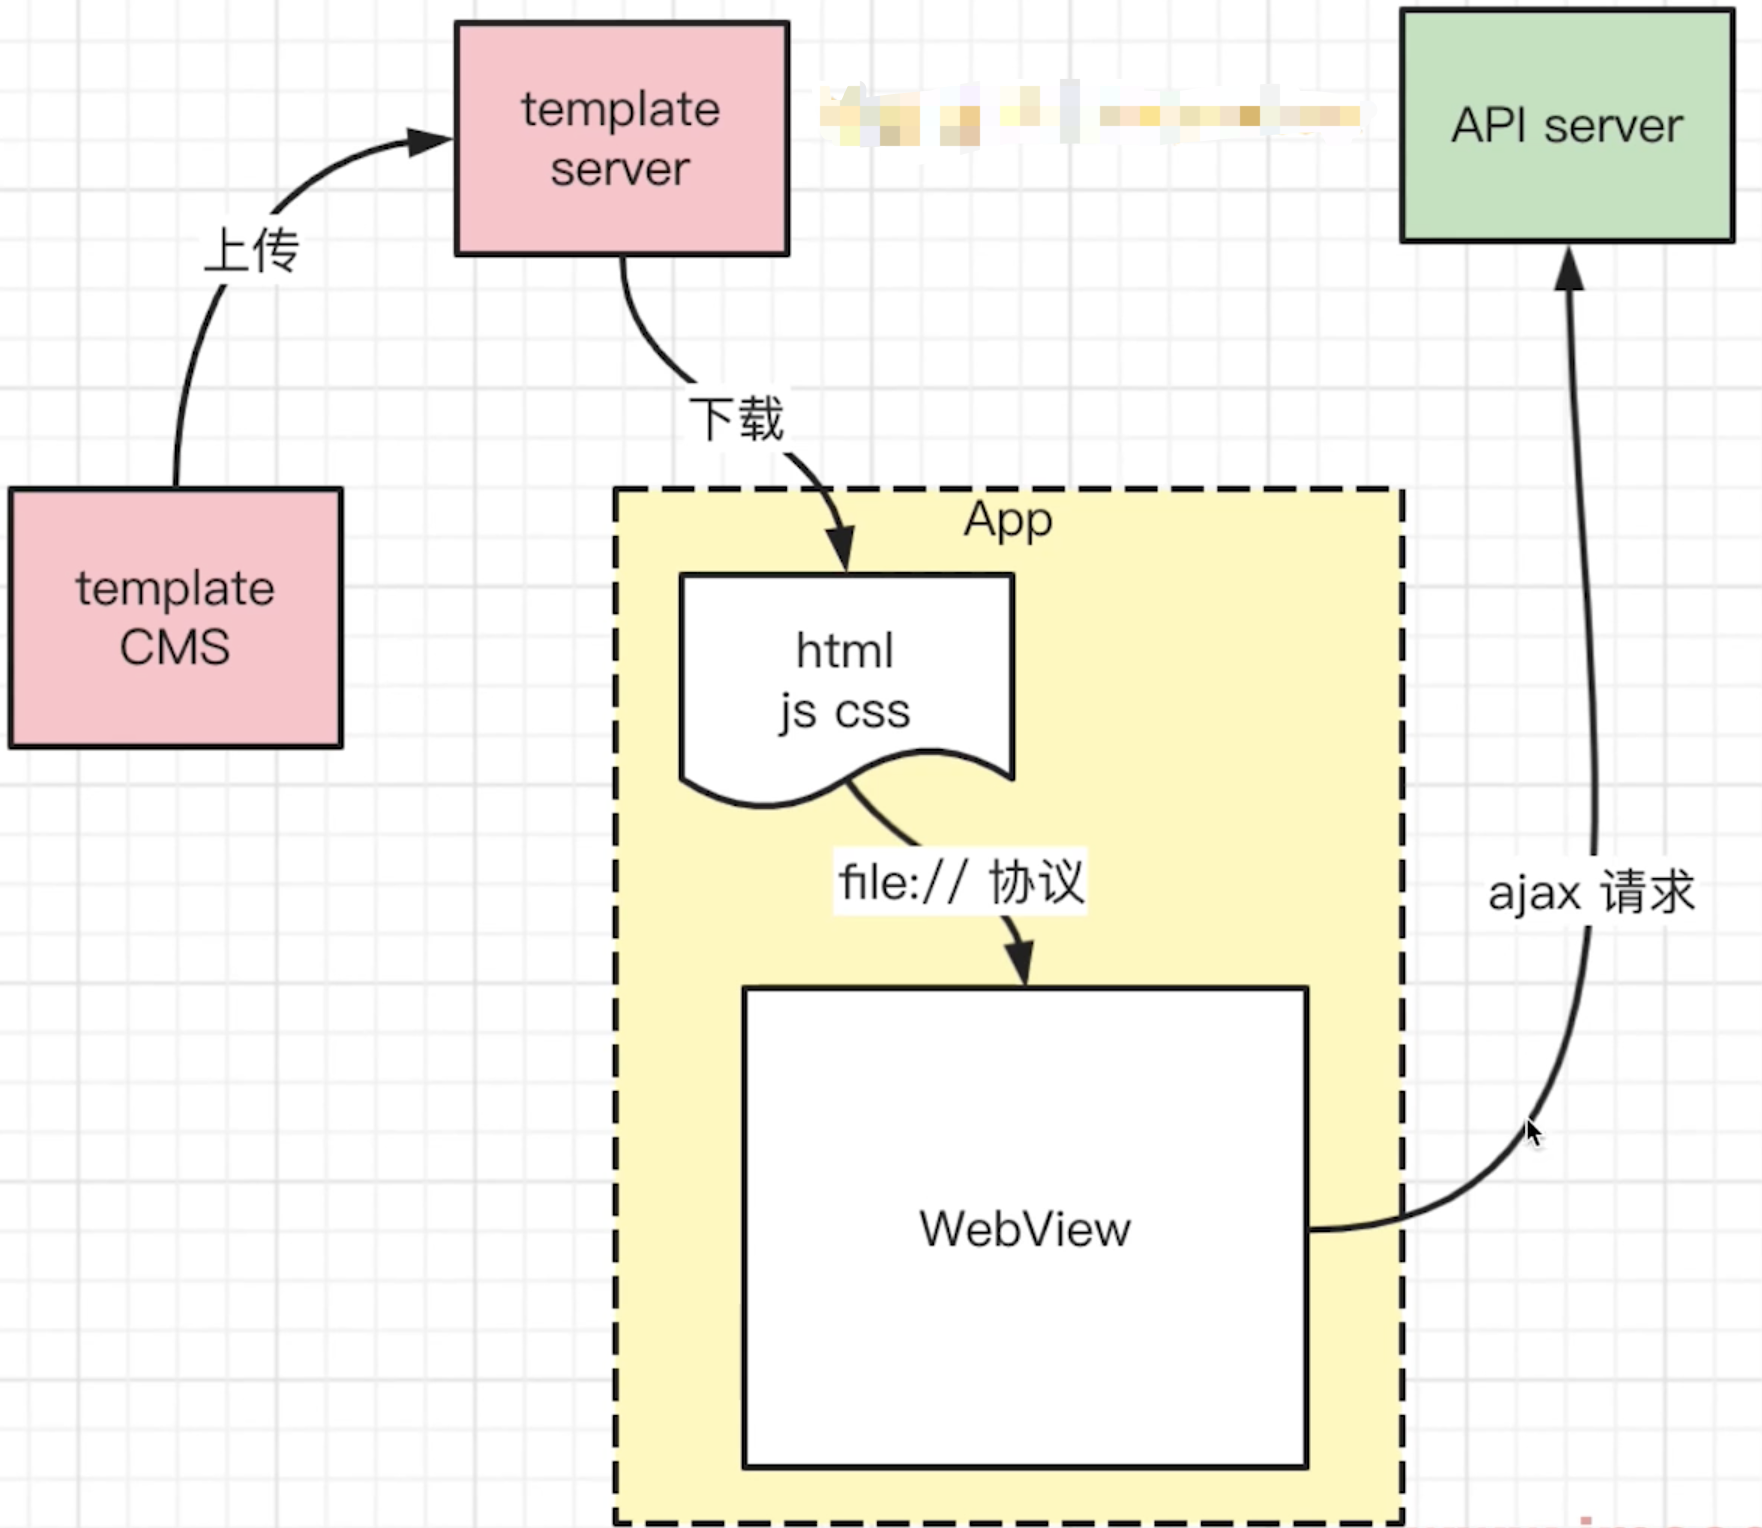 template
server
API server
上传
下载
template
CMS
App
html
js css
file:// 协议
ajax 请求
WebView